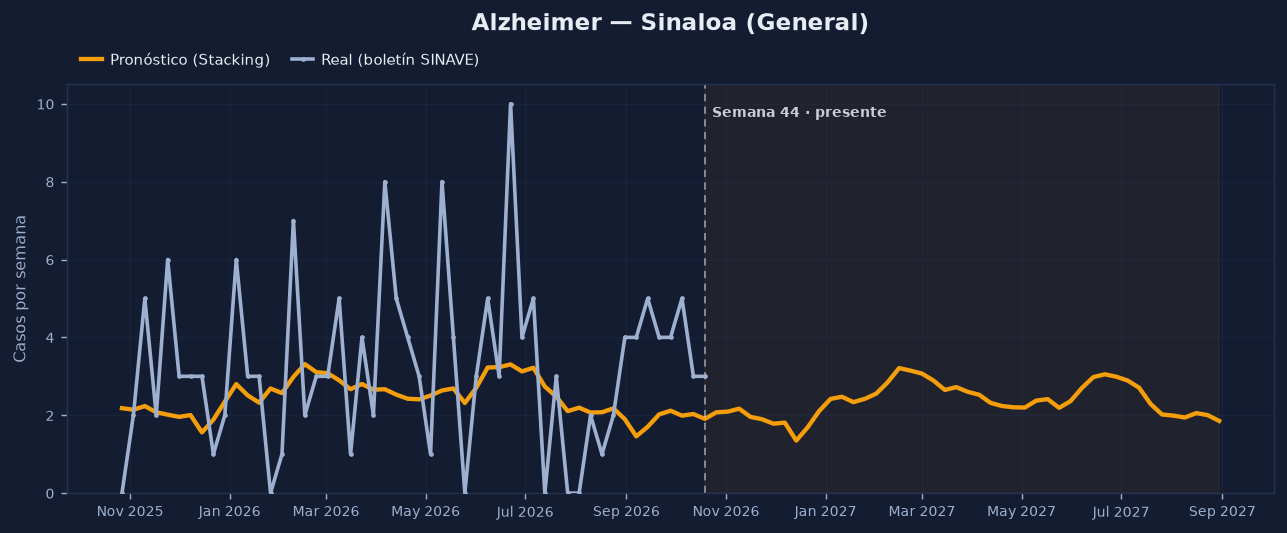 Alzheimer — Sinaloa (General)
Pronóstico (Stacking)
Real (boletín SINAVE)
Semana 44 · presente
Casos por semana
10
8
6
4
2
0
Nov 2025
Jan 2026
Mar 2026
May 2026
Jul 2026
Sep 2026
Nov 2026
Jan 2027
Mar 2027
May 2027
Jul 2027
Sep 2027